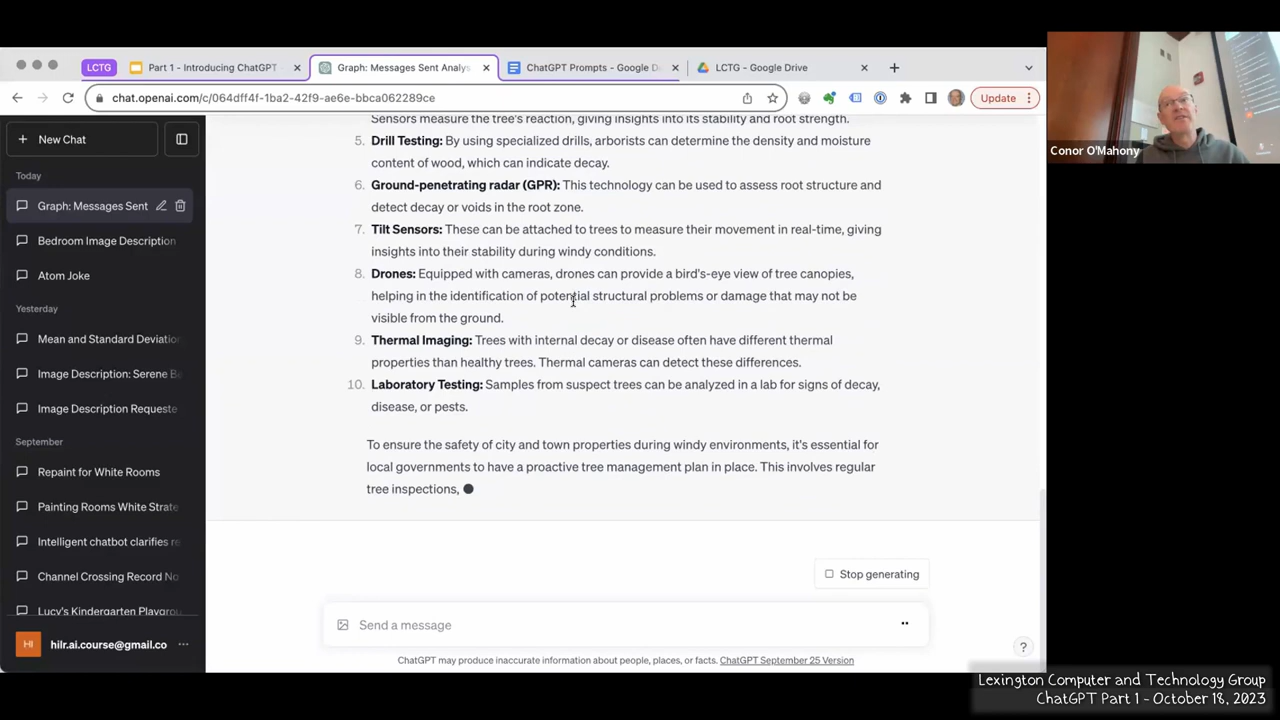 LCTG
Part 1 - Introducing ChatGPT
Graph: Messages Sent Analys
ChatGPT Prompts - Google D
LCTG - Google Drive
chat.openai.com/c/064dff4f-1ba2-42f9-ae6e-bbca062289ce
Update
New Chat
Today
Graph: Messages Sent
Bedroom Image Description
Atom Joke
Yesterday
Mean and Standard Deviatio
Image Description: Serene B
Image Description Requeste
September
Repaint for White Rooms
Painting Rooms White Strate
Intelligent chatbot clarifies re
Channel Crossing Record No
Lucy's Kindergarten Playgrou
HI
hilr.ai.course@gmail.co
Sensors measure the tree's reaction, giving insights into its stability and root strength.
5. Drill Testing: By using specialized drills, arborists can determine the density and moisture
content of wood, which can indicate decay.
6. Ground-penetrating radar (GPR): This technology can be used to assess root structure and
detect decay or voids in the root zone.
7. Tilt Sensors: These can be attached to trees to measure their movement in real-time, giving
insights into their stability during windy conditions.
8. Drones: Equipped with cameras, drones can provide a bird's-eye view of tree canopies,
helping in the identification of potential structural problems or damage that may not be
visible from the ground.
9. Thermal Imaging: Trees with internal decay or disease often have different thermal
properties than healthy trees. Thermal cameras can detect these differences.
10. Laboratory Testing: Samples from suspect trees can be analyzed in a lab for signs of decay,
disease, or pests.
To ensure the safety of city and town properties during windy environments, it's essential for
local governments to have a proactive tree management plan in place. This involves regular
tree inspections,
Stop generating
Send a message
ChatGPT may produce inaccurate information about people, places, or facts. ChatGPT September 25 Version
?
Conor O'Mahony
Lexington Computer and Technology Group
ChatGPT Part 1 - October 18, 2023